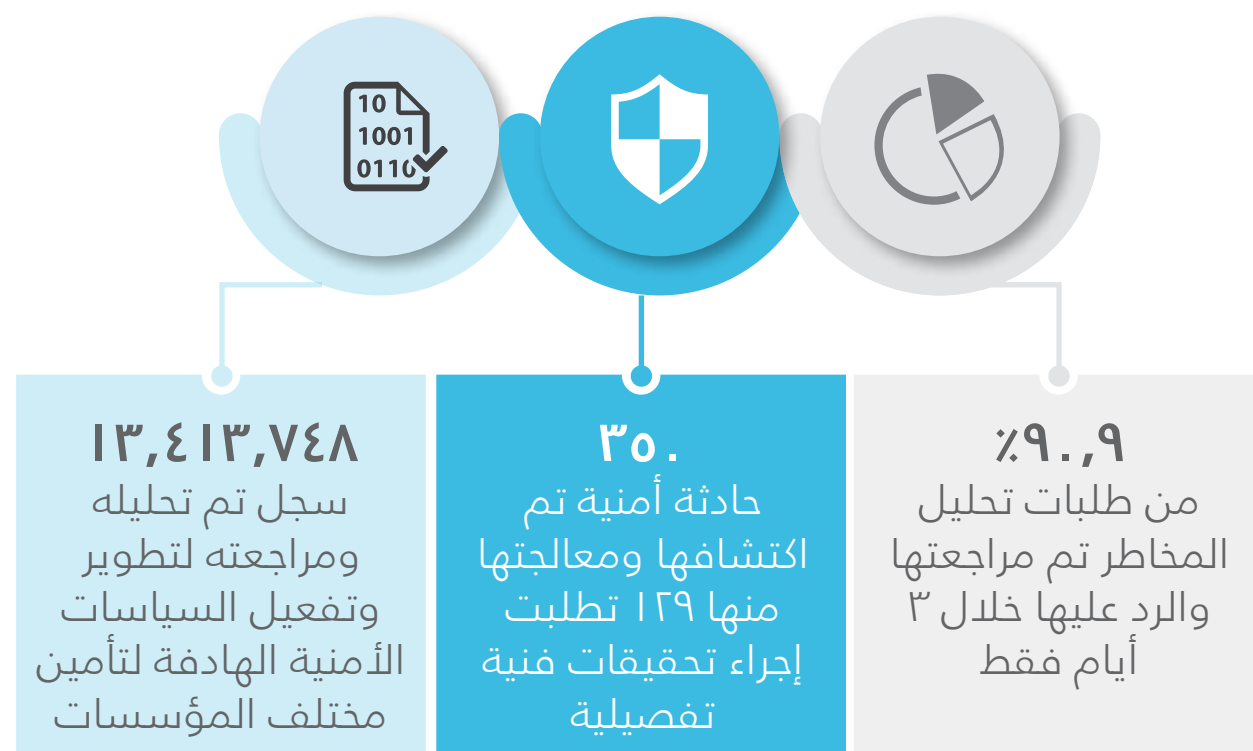 10
1001
0110
٪٩٠,٩
من طلبات تحليل
المخاطر تم مراجعتها
والرد عليها خلال ٣
أيام فقط
٣٥٠
حادثة أمنية تم
اكتشافها ومعالجتها
منها ١٢٩ تطلبت
إجراء تحقيقات فنية
تفصيلية
١٣,٤١٣,٧٤٨
سجل تم تحليله
ومراجعته لتطوير
وتفعيل السياسات
الأمنية الهادفة لتأمين
مختلف المؤسسات